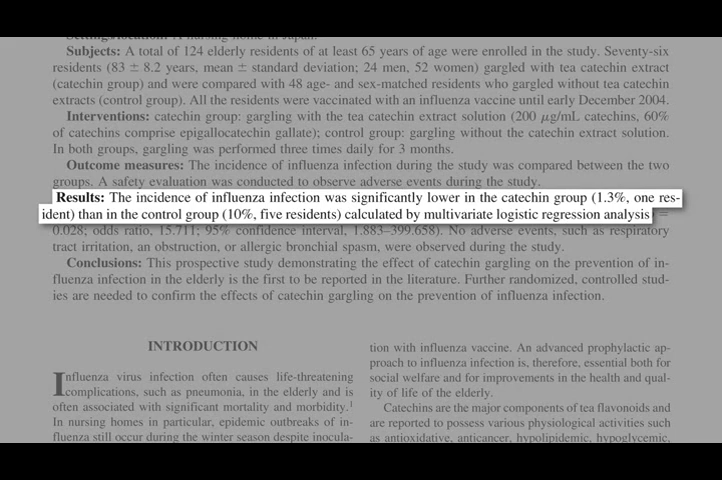 Setting/location: A nursing home in Japan.
Subjects: A total of 124 elderly residents of at least 65 years of age were enrolled in the study. Seventy-six
residents (83 ± 8.2 years, mean ± standard deviation; 24 men, 52 women) gargled with tea catechin extract
(catechin group) and were compared with 48 age- and sex-matched residents who gargled without tea catechin
extracts (control group). All the residents were vaccinated with an influenza vaccine until early December 2004.
Interventions: catechin group: gargling with the tea catechin extract solution (200 μg/mL catechins, 60%
of catechins comprise epigallocatechin gallate); control group: gargling without the catechin extract solution.
In both groups, gargling was performed three times daily for 3 months.
Outcome measures: The incidence of influenza infection during the study was compared between the two
groups. A safety evaluation was conducted to observe adverse events during the study.
Results: The incidence of influenza infection was significantly lower in the catechin group (1.3%, one res-
ident) than in the control group (10%, five residents) calculated by multivariate logistic regression analysis =
0.028; odds ratio, 15.711; 95% confidence interval, 1.883–399.658). No adverse events, such as respiratory
tract irritation, an obstruction, or allergic bronchial spasm, were observed during the study.
Conclusions: This prospective study demonstrating the effect of catechin gargling on the prevention of in-
fluenza infection in the elderly is the first to be reported in the literature. Further randomized, controlled stud-
ies are needed to confirm the effects of catechin gargling on the prevention of influenza infection.
INTRODUCTION
Influenza virus infection often causes life-threatening
complications, such as pneumonia, in the elderly and is
often associated with significant mortality and morbidity.1
In nursing homes in particular, epidemic outbreaks of in-
fluenza still occur during the winter season despite inocula-
tion with influenza vaccine. An advanced prophylactic ap-
proach to influenza infection is, therefore, essential both for
social welfare and for improvements in the health and qual-
ity of life of the elderly.
Catechins are the major components of tea flavonoids and
are reported to possess various physiological activities such
as antioxidative, anticancer, hypolipidemic, hypoglycemic,